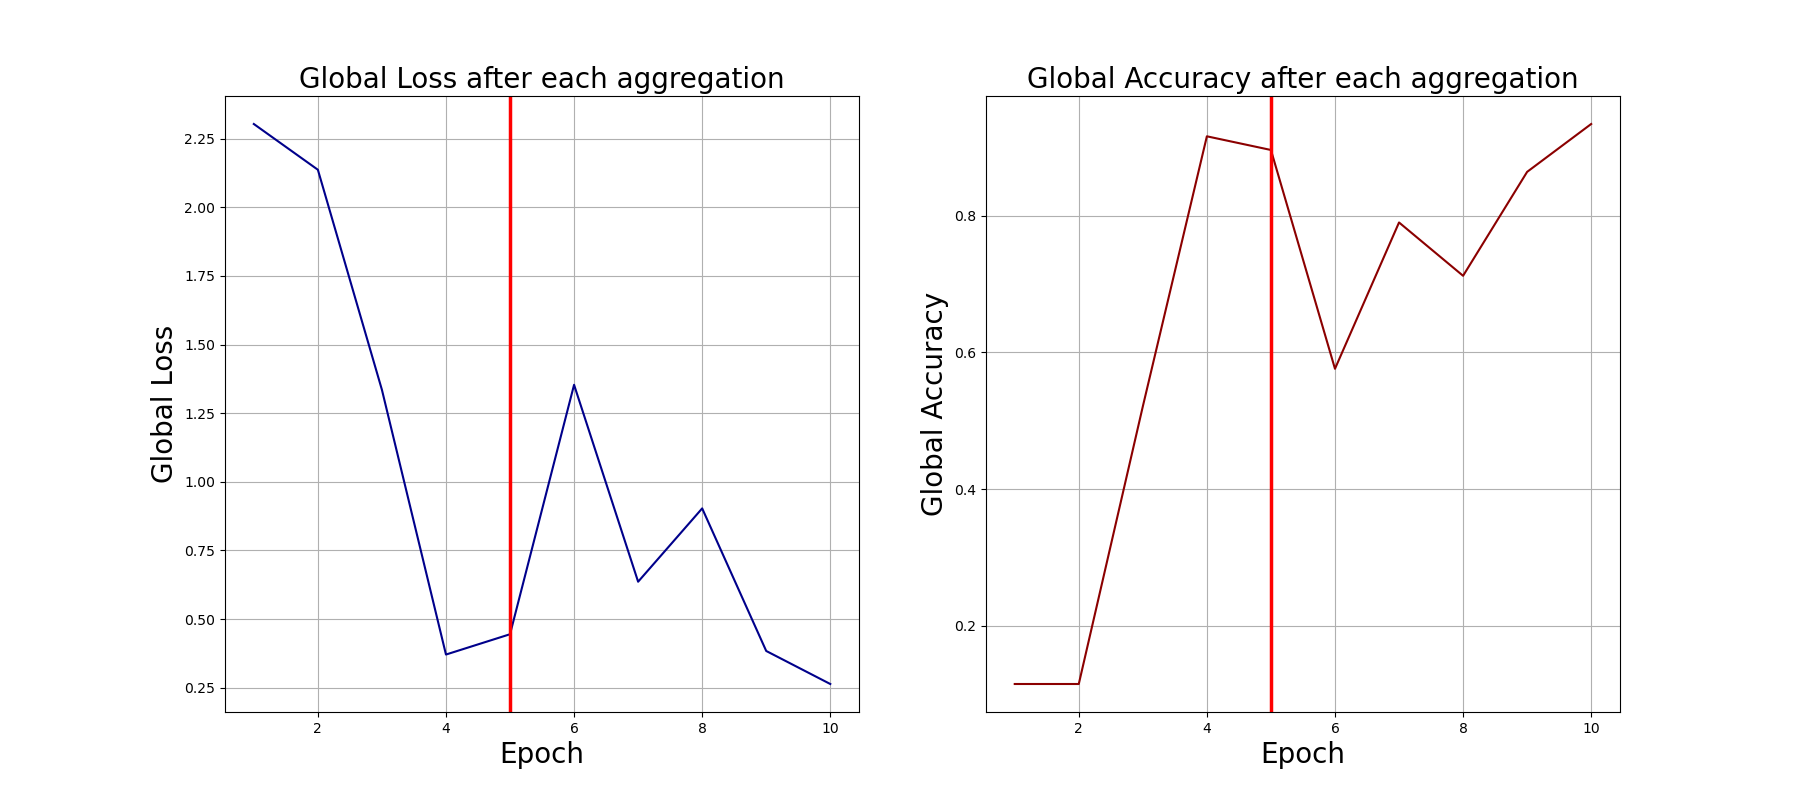 Global Loss after each aggregation
Global Loss
2.25
2.00
1.75
1.50
1.25
1.00
0.75
0.50
0.25
2 4 6 8 10
Epoch
Global Accuracy after each aggregation
Global Accuracy
0.8
0.6
0.4
0.2
2 4 6 8 10
Epoch